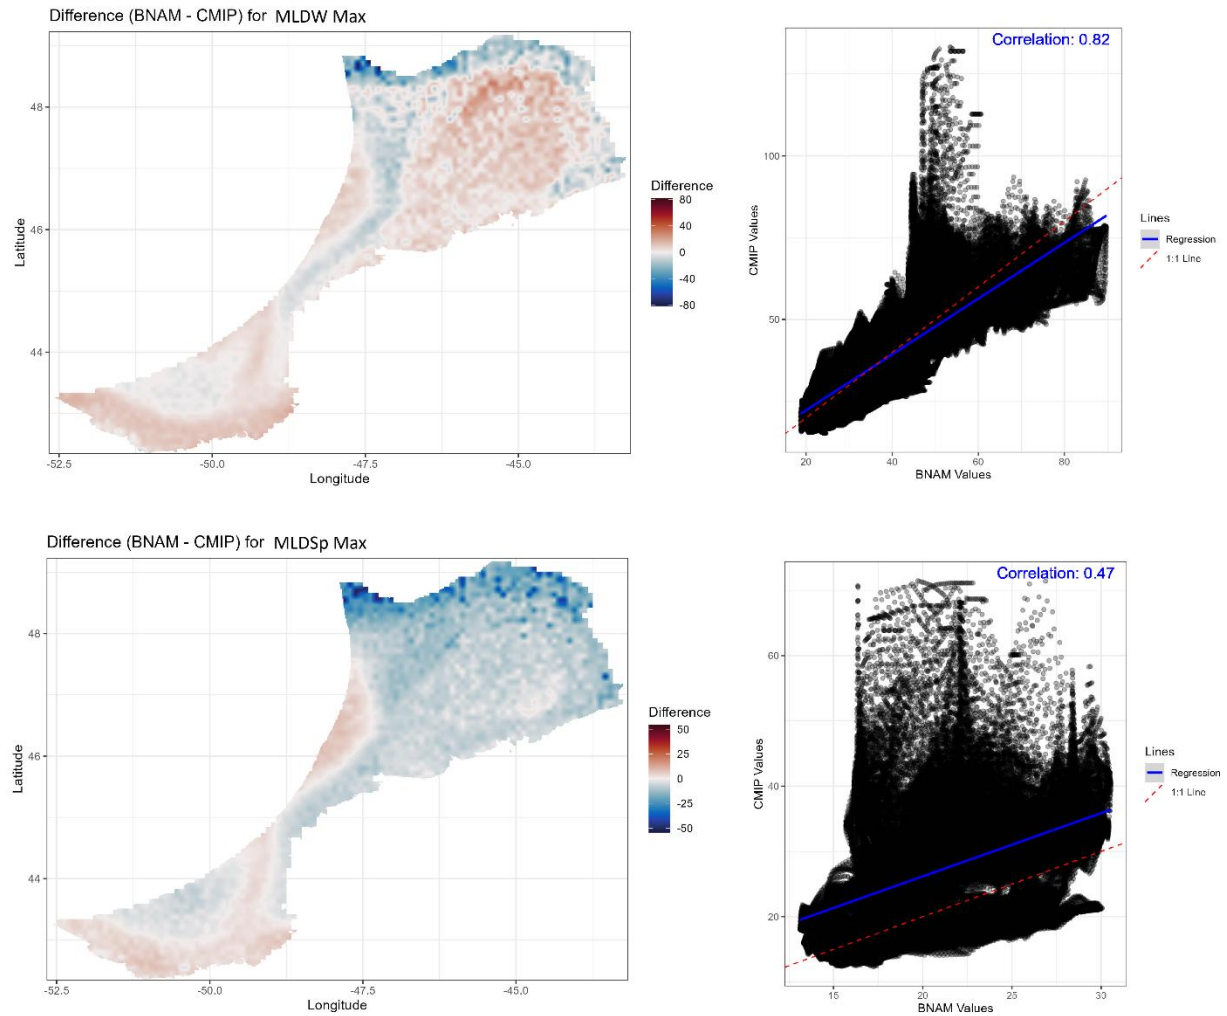 Difference (BNAM - CMIP) for MLDW Max
Latitude
48
46
44
-52.5
-50.0
-47.5
-45.0
Longitude
Difference
80
40
0
-40
-80
Correlation: 0.82
CMIP Values
100
50
20
40
60
80
BNAM Values
Lines
Regression
1:1 Line
Difference (BNAM - CMIP) for MLDSp Max
Latitude
48
46
44
-52.5
-50.0
-47.5
-45.0
Longitude
Difference
50
25
0
-25
-50
Correlation: 0.47
CMIP Values
60
40
20
15
20
25
30
BNAM Values
Lines
Regression
1:1 Line